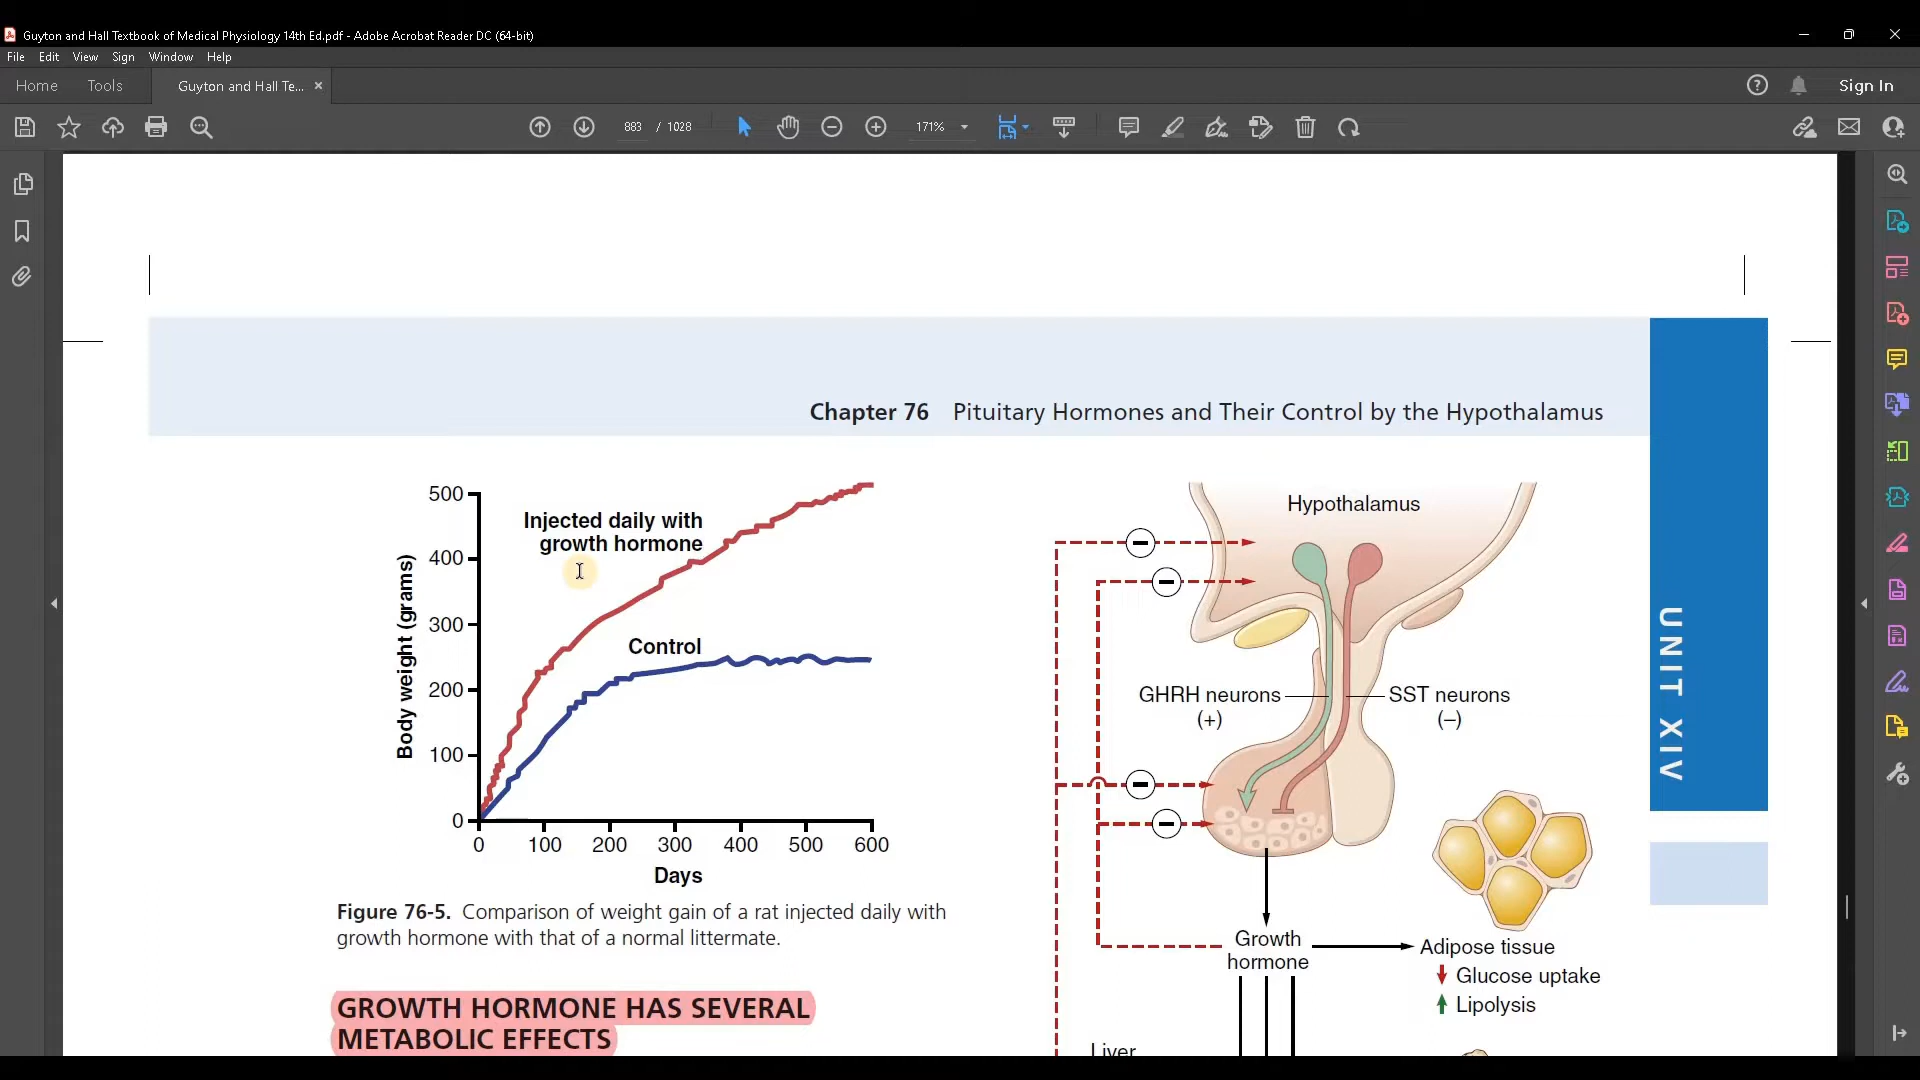 Guyton and Hall Textbook of Medical Physiology 14th Ed.pdf - Adobe Acrobat Reader DC (64-bit)
File Edit View Sign Window Help
Home Tools Guyton and Hall Te... × Sign In
883 / 1028 171%
Chapter 76 Pituitary Hormones and Their Control by the Hypothalamus
UNIT XIV
500
400
300
200
100
0
Body weight (grams)
Injected daily with
growth hormone
Control
0 100 200 300 400 500 600
Days
Figure 76-5. Comparison of weight gain of a rat injected daily with
growth hormone with that of a normal littermate.
GROWTH HORMONE HAS SEVERAL
METABOLIC EFFECTS
Hypothalamus
GHRH neurons
(+)
SST neurons
(–)
Growth
hormone
Adipose tissue
Glucose uptake
Lipolysis
Liver